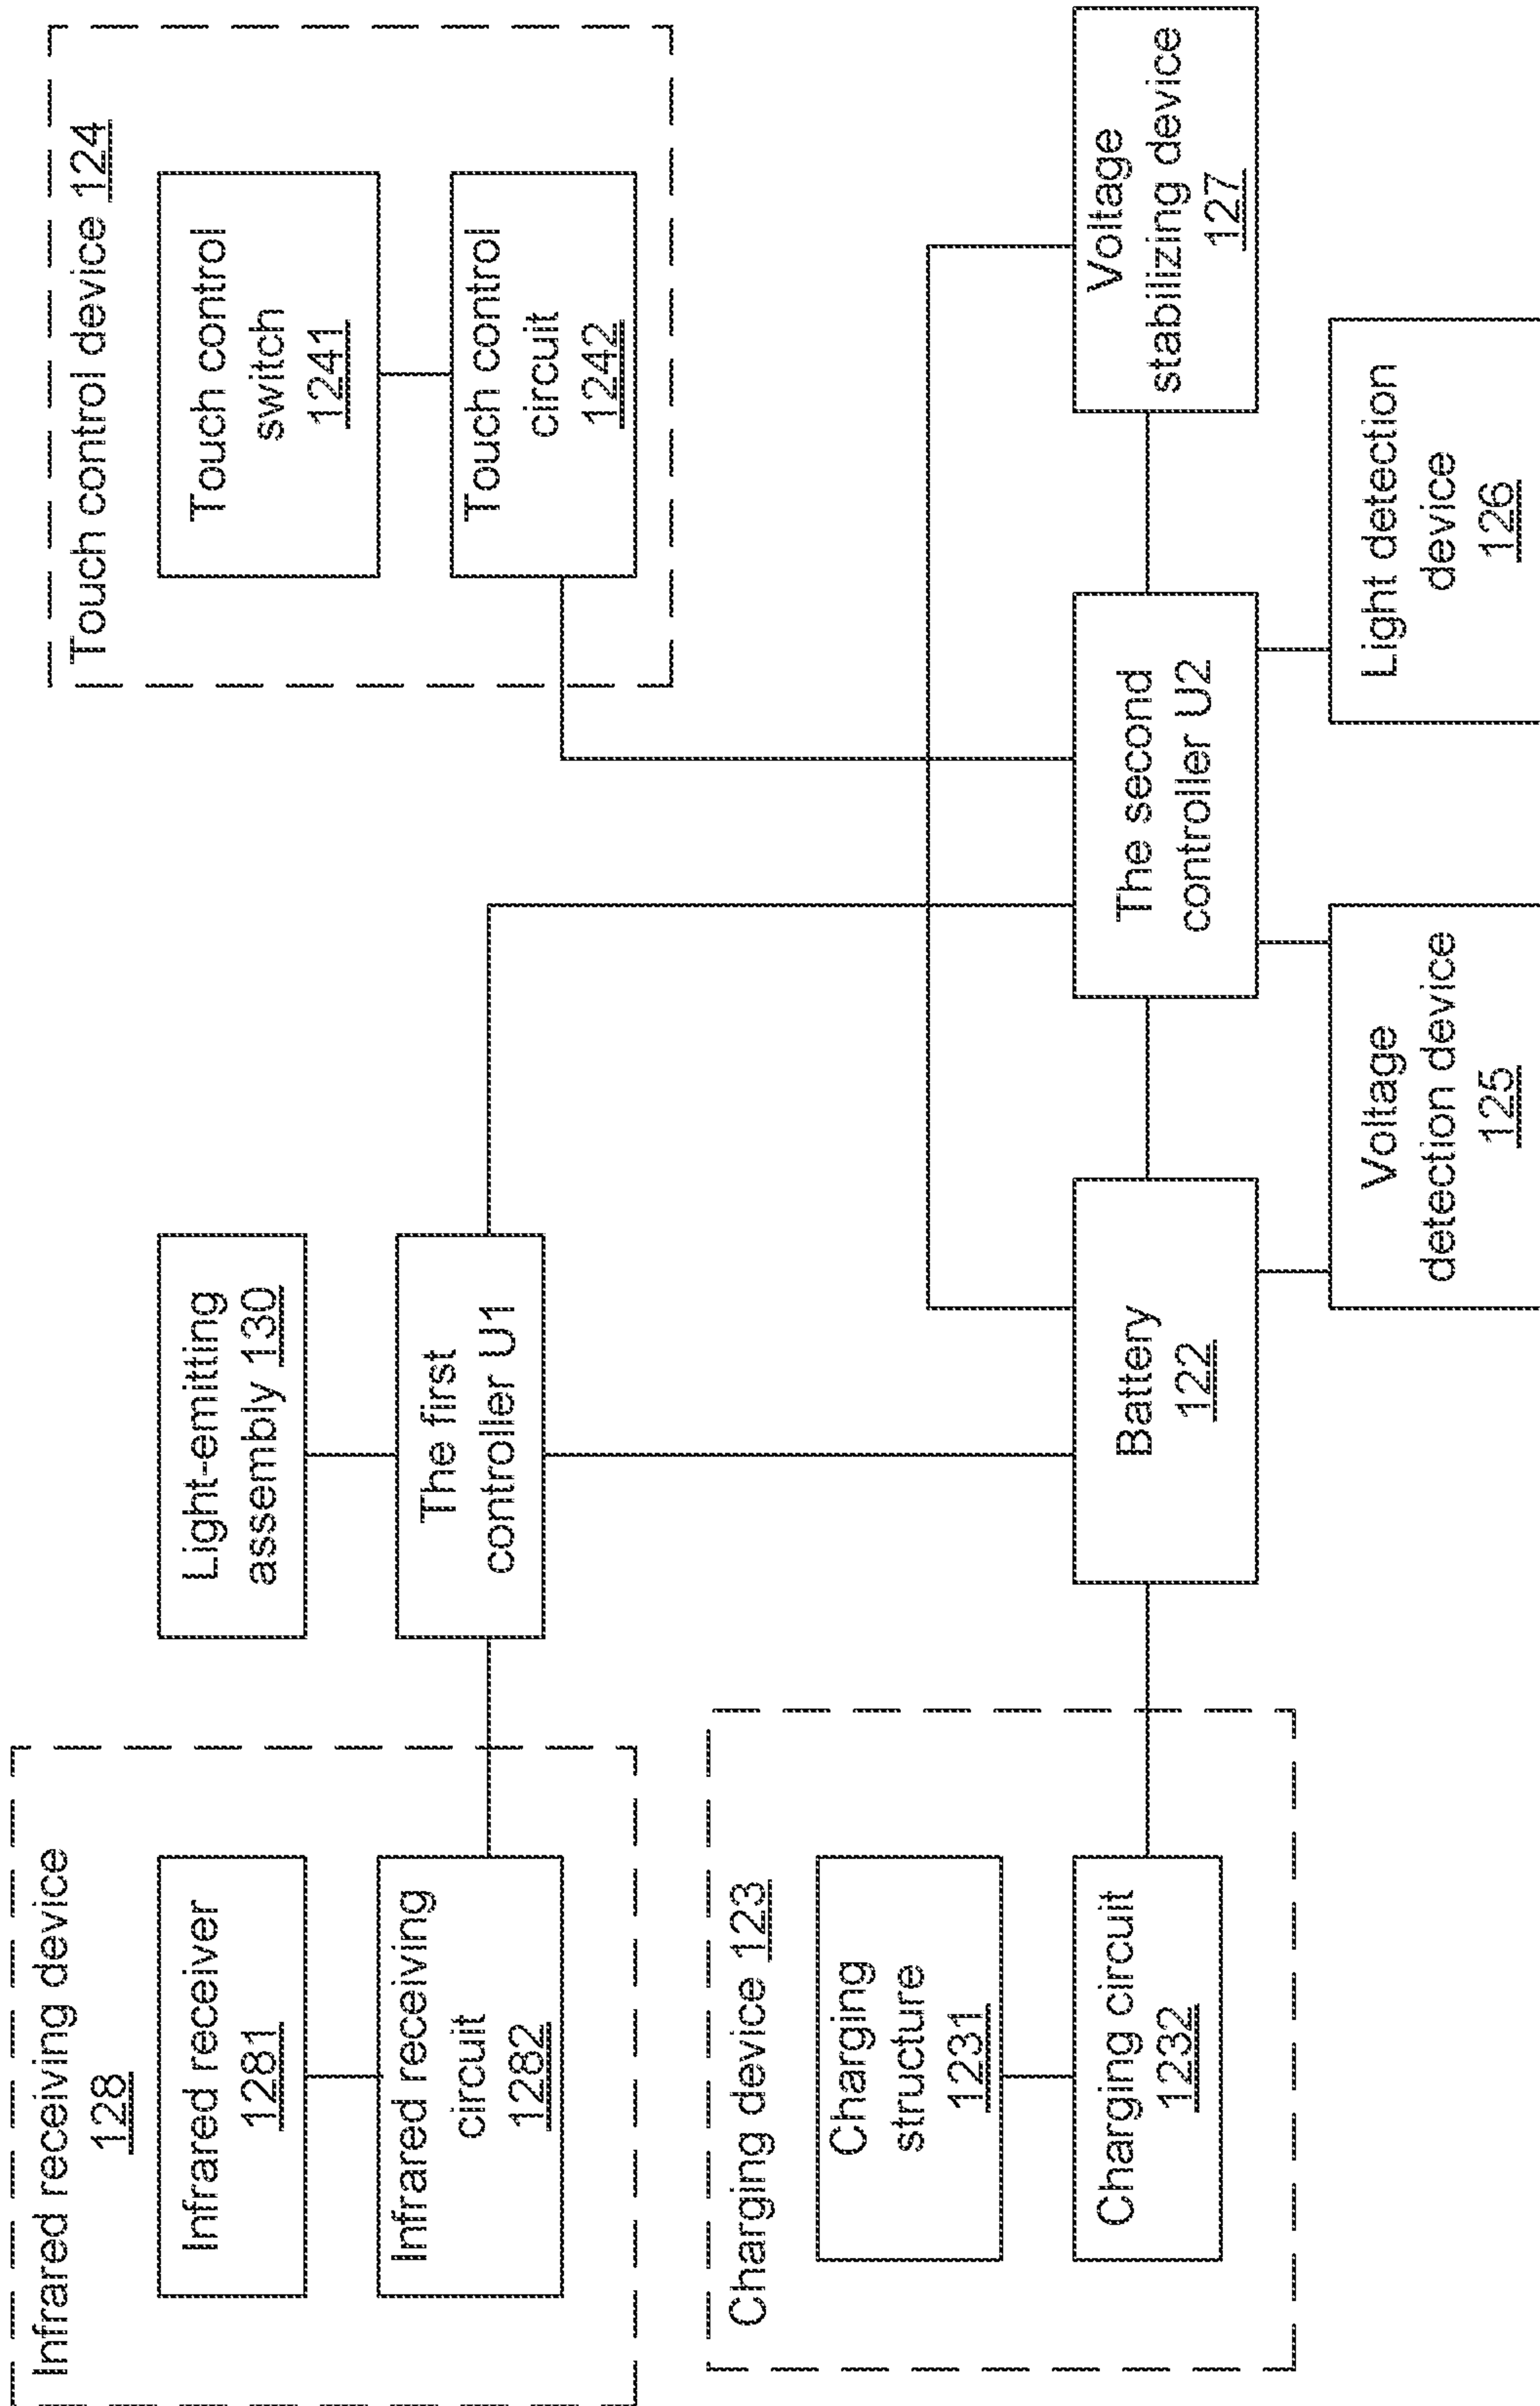 Infrared receiving device
128
Infrared receiver
1281
Infrared receiving
circuit
1282
Light-emitting
assembly 130
The first
controller U1
Touch control device 124
Touch control
switch
1241
Touch control
circuit
1242
Charging device 123
Charging
structure
1231
Charging circuit
1232
Battery
122
The second
controller U2
Voltage
stabilizing device
127
Voltage
detection device
125
Light detection
device
126